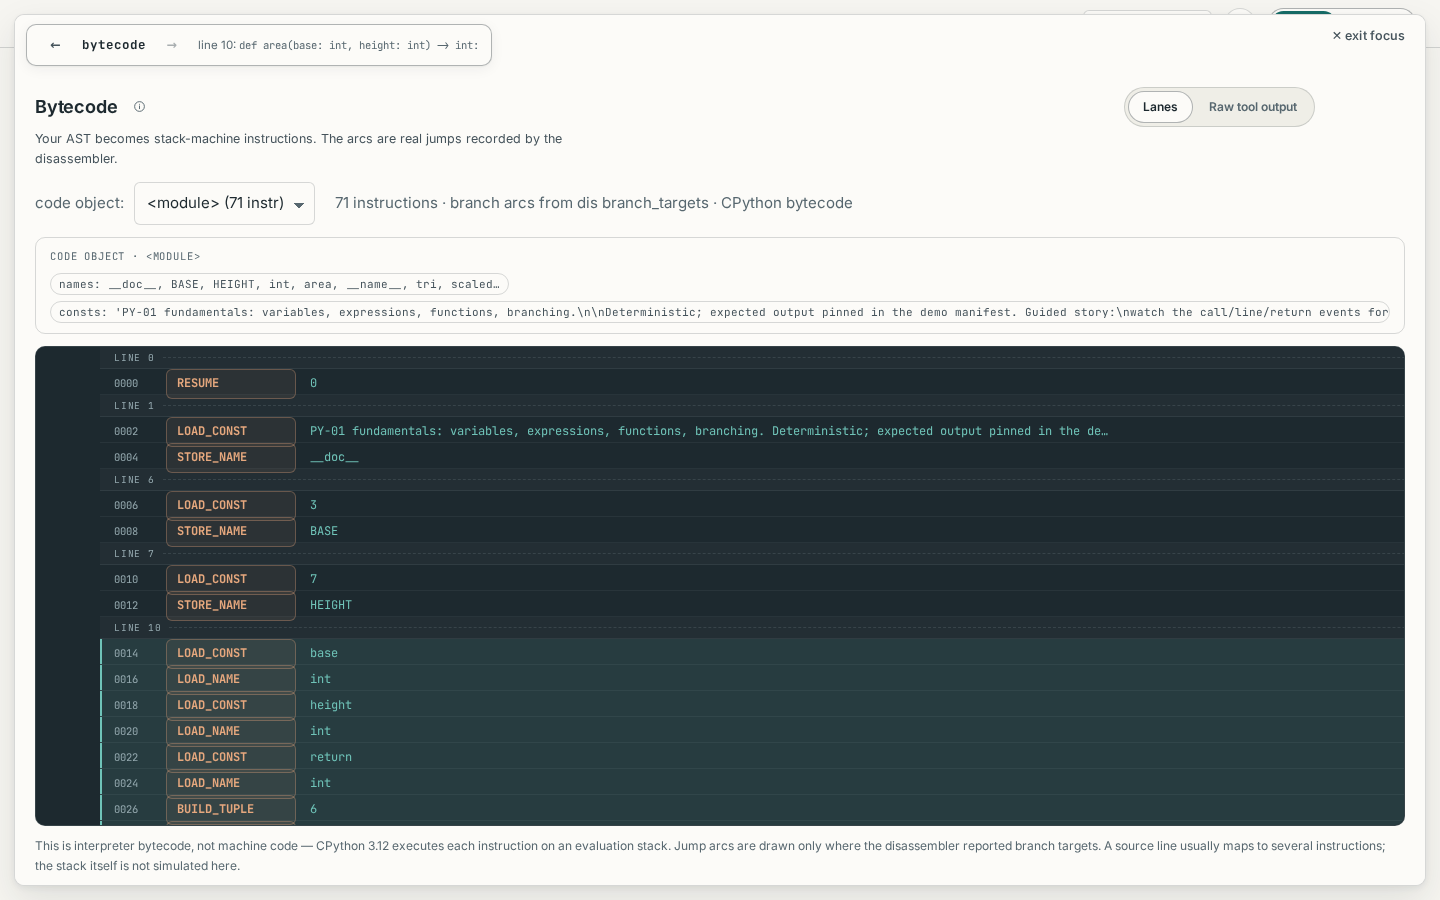 ← bytecode → line 10: def area(base: int, height: int) -> int:
✕ exit focus
Bytecode ⓘ
Lanes Raw tool output
Your AST becomes stack-machine instructions. The arcs are real jumps recorded by the
disassembler.
code object: <module> (71 instr) 71 instructions · branch arcs from dis branch_targets · CPython bytecode
CODE OBJECT · <MODULE>
names: __doc__, BASE, HEIGHT, int, area, __name__, tri, scaled…
consts: 'PY-01 fundamentals: variables, expressions, functions, branching.\n\nDeterministic; expected output pinned in the demo manifest. Guided story:\nwatch the call/line/return events for
LINE 0
0000 RESUME 0
LINE 1
0002 LOAD_CONST PY-01 fundamentals: variables, expressions, functions, branching. Deterministic; expected output pinned in the de…
0004 STORE_NAME __doc__
LINE 6
0006 LOAD_CONST 3
0008 STORE_NAME BASE
LINE 7
0010 LOAD_CONST 7
0012 STORE_NAME HEIGHT
LINE 10
0014 LOAD_CONST base
0016 LOAD_NAME int
0018 LOAD_CONST height
0020 LOAD_NAME int
0022 LOAD_CONST return
0024 LOAD_NAME int
0026 BUILD_TUPLE 6
This is interpreter bytecode, not machine code — CPython 3.12 executes each instruction on an evaluation stack. Jump arcs are drawn only where the disassembler reported branch targets. A source line usually maps to several instructions;
the stack itself is not simulated here.